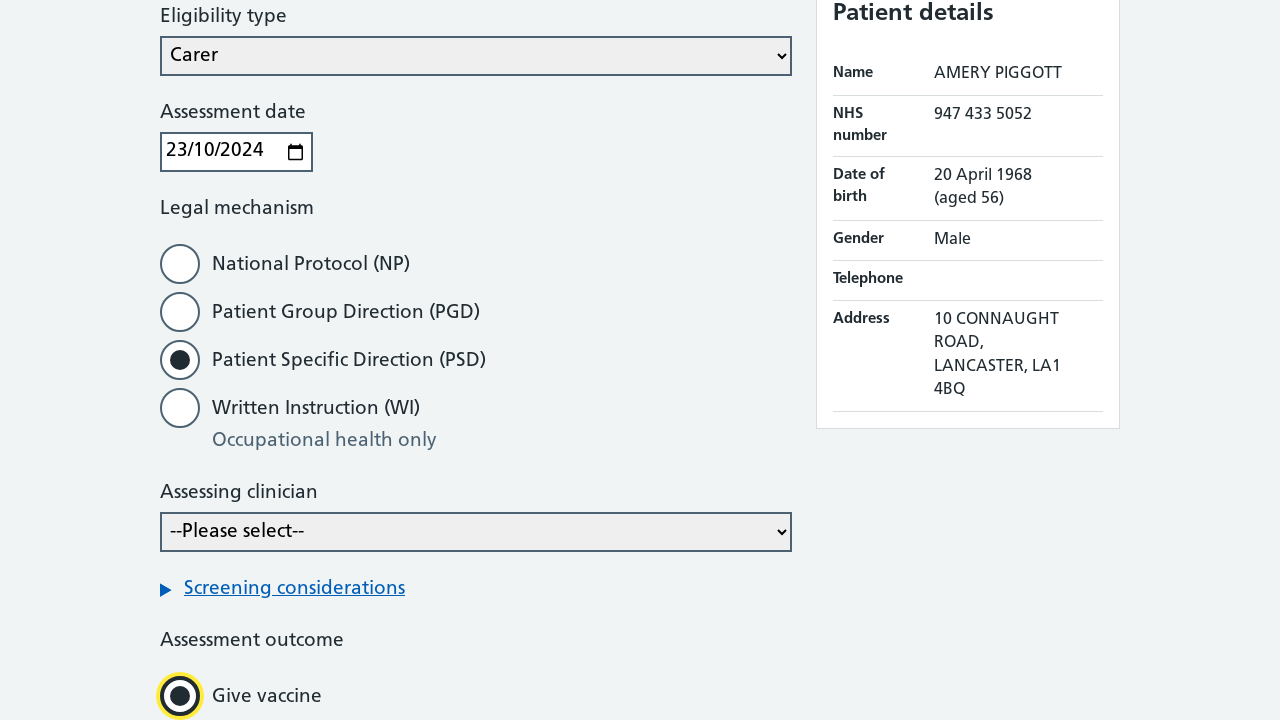 Eligibility type
Carer
Assessment date
23/10/2024
Legal mechanism
National Protocol (NP)
Patient Group Direction (PGD)
Patient Specific Direction (PSD)
Written Instruction (WI)
Occupational health only
Assessing clinician
--Please select--
Screening considerations
Assessment outcome
Give vaccine
Patient details
Name AMERY PIGGOTT
NHS number 947 433 5052
Date of birth 20 April 1968 (aged 56)
Gender Male
Telephone
Address 10 CONNAUGHT
ROAD,
LANCASTER, LA1
4BQ